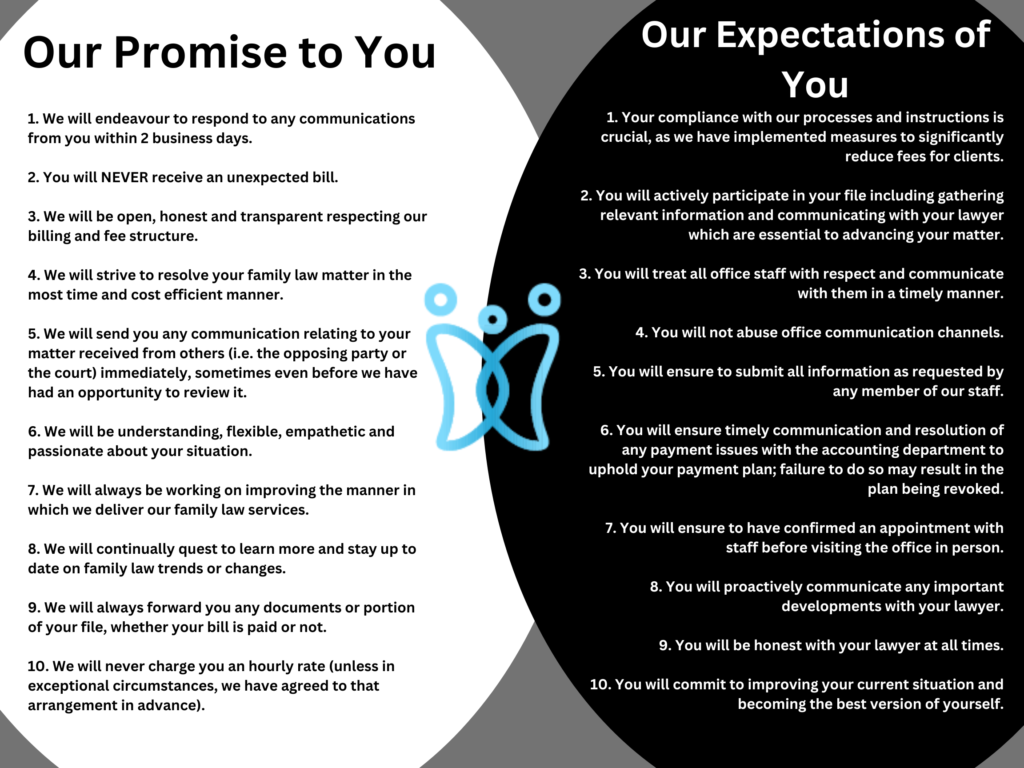 Our Promise to You
1. We will endeavour to respond to any communications
from you within 2 business days.
2. You will NEVER receive an unexpected bill.
3. We will be open, honest and transparent respecting our
billing and fee structure.
4. We will strive to resolve your family law matter in the
most time and cost efficient manner.
5. We will send you any communication relating to your
matter received from others (i.e. the opposing party or
the court) immediately, sometimes even before we have
had an opportunity to review it.
6. We will be understanding, flexible, empathetic and
passionate about your situation.
7. We will always be working on improving the manner in
which we deliver our family law services.
8. We will continually quest to learn more and stay up to
date on family law trends or changes.
9. We will always forward you any documents or portion
of your file, whether your bill is paid or not.
10. We will never charge you an hourly rate (unless in
exceptional circumstances, we have agreed to that
arrangement in advance).
Our Expectations of
You
1. Your compliance with our processes and instructions is
crucial, as we have implemented measures to significantly
reduce fees for clients.
2. You will actively participate in your file including gathering
relevant information and communicating with your lawyer
which are essential to advancing your matter.
3. You will treat all office staff with respect and communicate
with them in a timely manner.
4. You will not abuse office communication channels.
5. You will ensure to submit all information as requested by
any member of our staff.
6. You will ensure timely communication and resolution of
any payment issues with the accounting department to
uphold your payment plan; failure to do so may result in the
plan being revoked.
7. You will ensure to have confirmed an appointment with
staff before visiting the office in person.
8. You will proactively communicate any important
developments with your lawyer.
9. You will be honest with your lawyer at all times.
10. You will commit to improving your current situation and
becoming the best version of yourself.